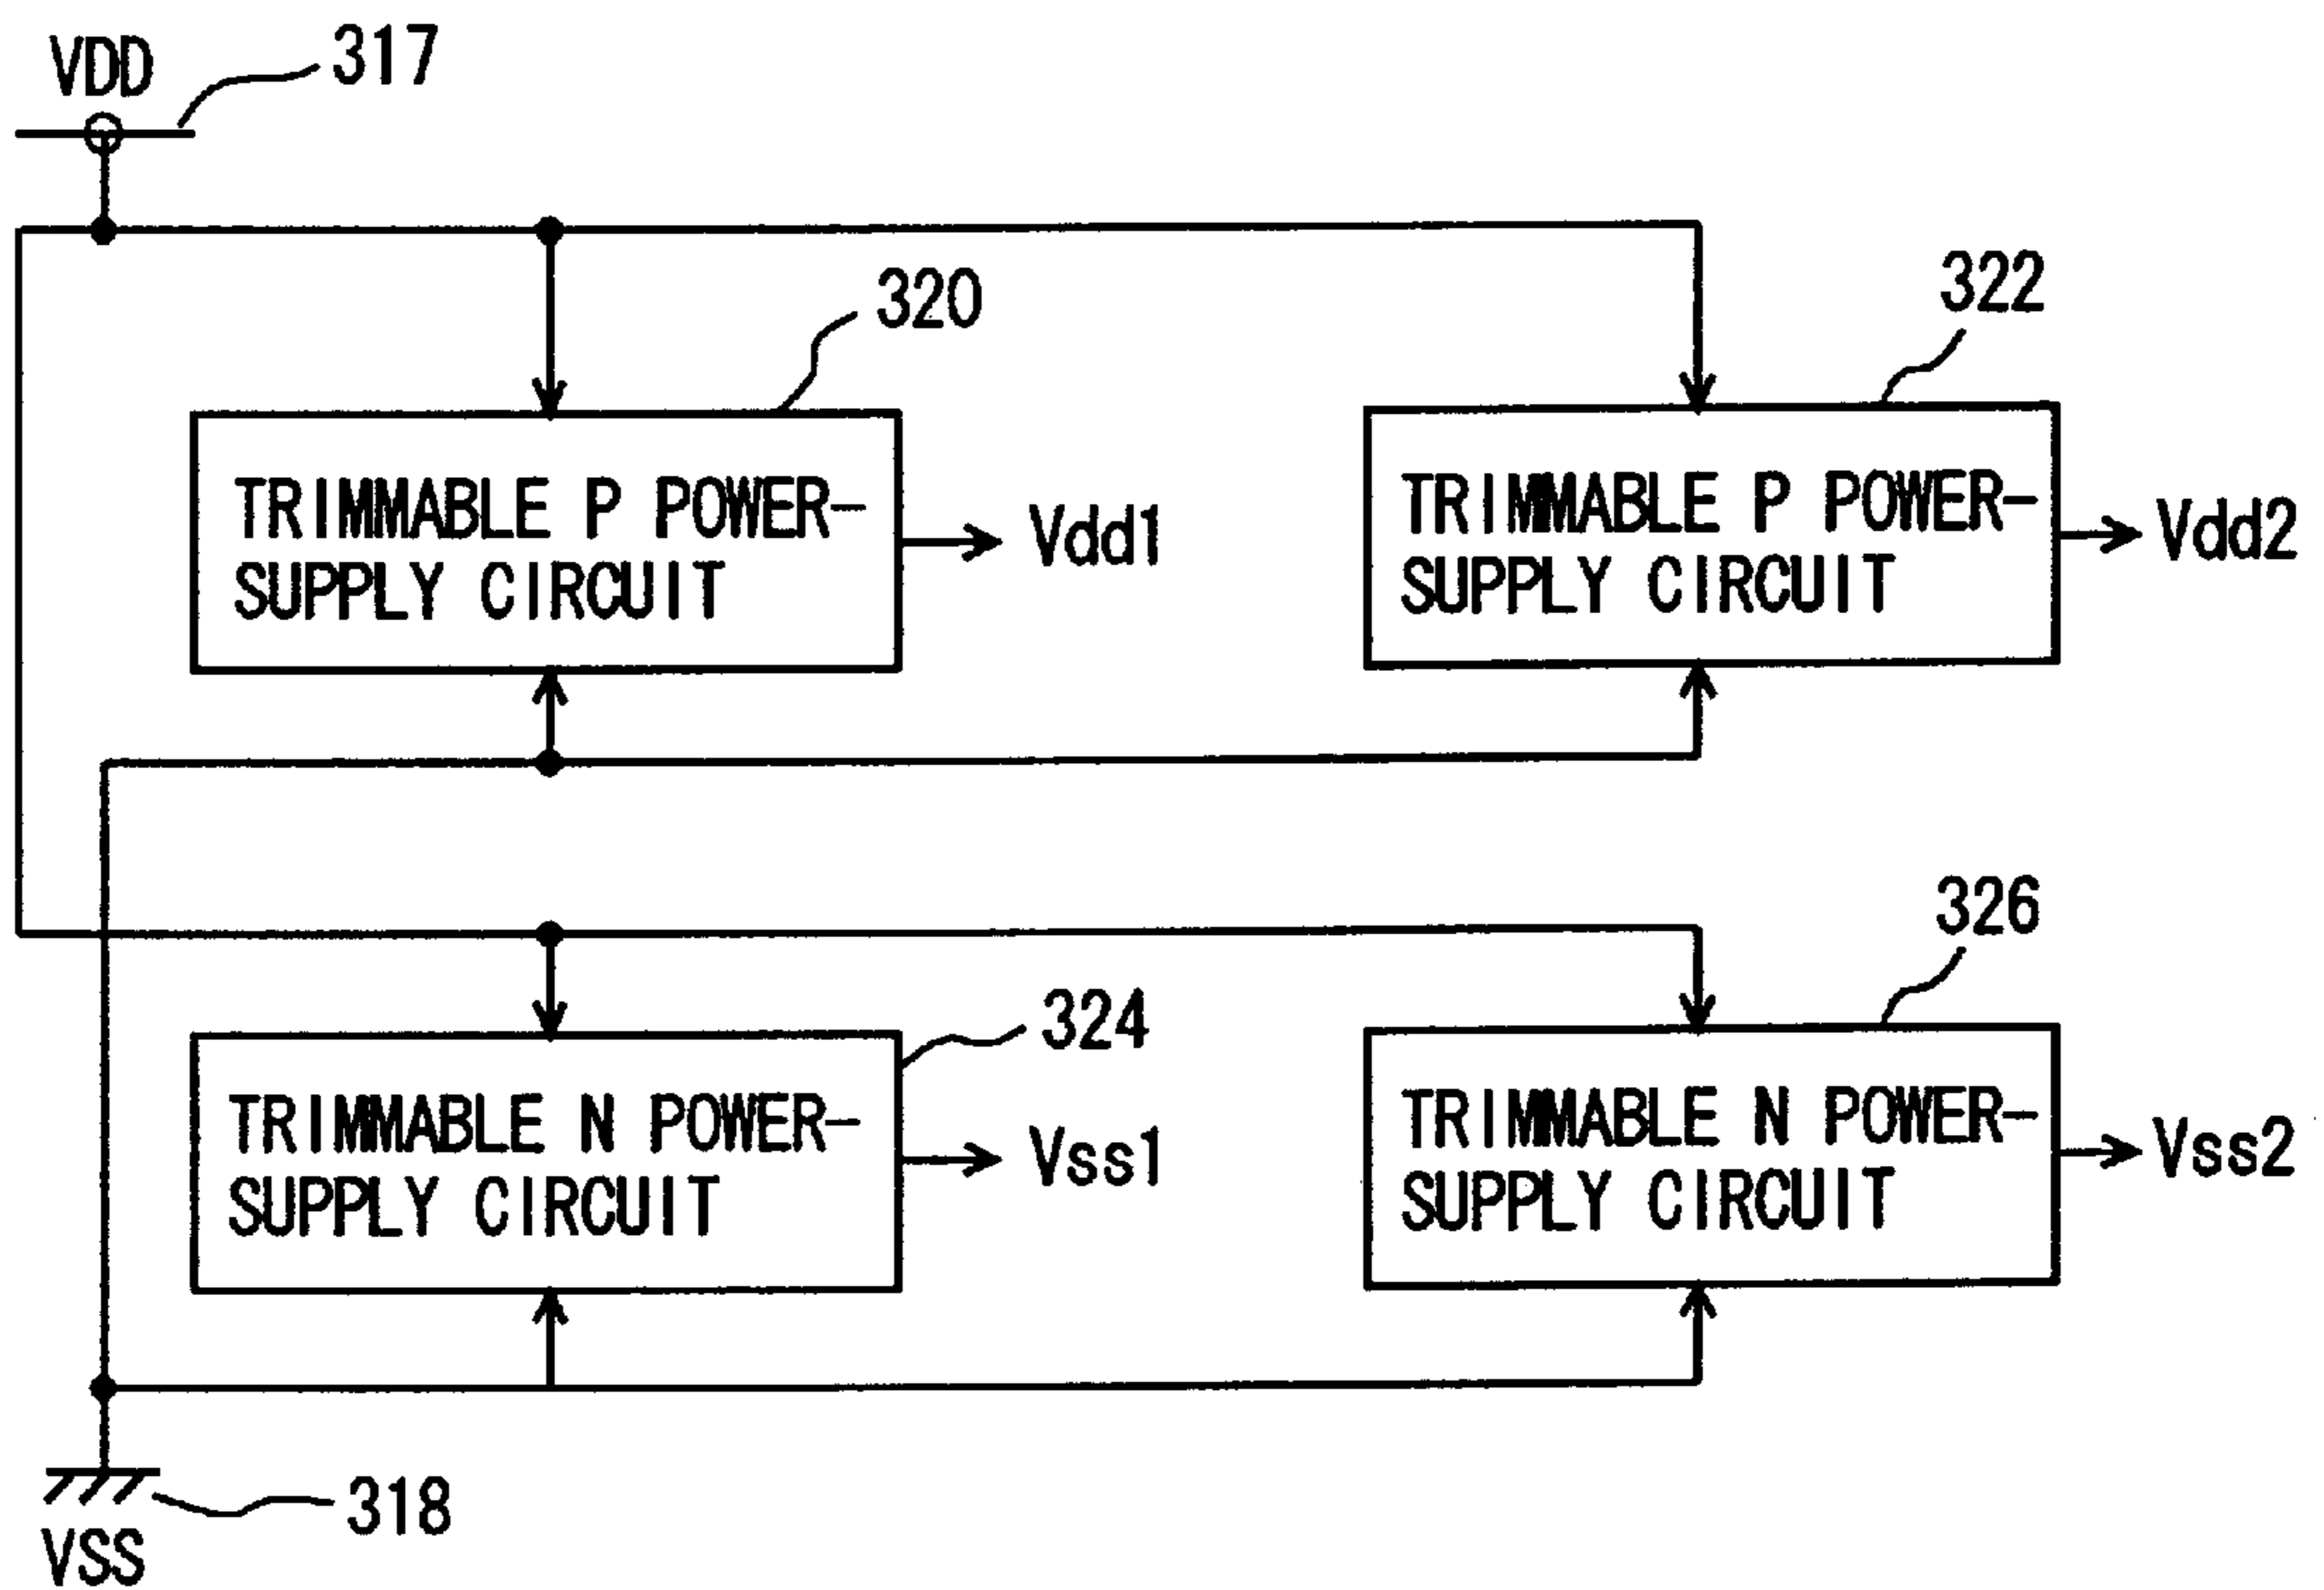 VDD
317
320
322
TRIMMABLE P POWER-
SUPPLY CIRCUIT
Vdd1
TRIMMABLE P POWER-
SUPPLY CIRCUIT
Vdd2
324
326
TRIMMABLE N POWER-
SUPPLY CIRCUIT
Vss1
TRIMMABLE N POWER-
SUPPLY CIRCUIT
Vss2
318
VSS